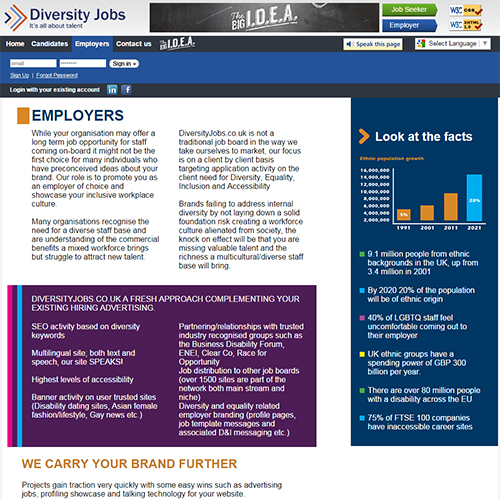 Diversity Jobs
It's all about talent
The
BIG I.D.E.A.
Job Seeker
Employer
W3C CSS
W3C XHTML 1.0
Home Candidates Employers Contact us
The
BIG I.D.E.A.
Speak this page
Select Language
email
Sign in »
Sign Up | Forgot Password
Login with your existing account
EMPLOYERS
While your organisation may offer a
long term job opportunity for staff
coming on-board it might not be the
first choice for many individuals who
have preconceived ideas about your
brand. Our role is to promote you as
an employer of choice and
showcase your inclusive workplace
culture.
Many organisations recognise the
need for a diverse staff base and
are understanding of the commercial
benefits a mixed workforce brings
but struggle to attract new talent.
DiversityJobs.co.uk is not a
traditional job board in the way we
take ourselves to market, our focus
is on a client by client basis
targeting application activity on the
client need for Diversity, Equality,
Inclusion and Accessibility
Brands failing to address internal
diversity by not laying down a solid
foundation risk creating a workforce
culture alienated from society, the
knock on effect will be that you are
missing valuable talent and the
richness a multicultural/diverse staff
base will bring.
DIVERSITYJOBS.CO.UK A FRESH APPROACH COMPLEMENTING YOUR
EXISTING HIRING ADVERTISING.
SEO activity based on diversity
keywords
Multilingual site; both text and
speech, our site SPEAKS!
Highest levels of accessibility
Banner activity on user trusted sites
(Disability dating sites, Asian female
fashion/lifestyle, Gay news etc.)
Partnering/relationships with trusted
industry recognised groups such as
the Business Disability Forum,
ENEI, Clear Co, Race for
Opportunity
Job distribution to other job boards
(over 1500 sites are part of the
network both main stream and
niche)
Diversity and equality related
employer branding (profile pages,
job template messages and
associated D&I messaging etc.)
WE CARRY YOUR BRAND FURTHER
Projects gain traction very quickly with some easy wins such as advertising
jobs, profiling showcase and talking technology for your website.
Look at the facts
Ethnic population growth
16,000,000
14,000,000
12,000,000
10,000,000
8,000,000
6,000,000
4,000,000
2,000,000
5%
20%
1991 2001 2011 2021
9.1 million people from ethnic
backgrounds in the UK, up from
3.4 million in 2001
By 2020 20% of the population
will be of ethnic origin
40% of LGBTQ staff feel
uncomfortable coming out to
their employer
UK ethnic groups have a
spending power of GBP 300
billion per year.
There are over 80 million people
with a disability across the EU
75% of FTSE 100 companies
have inaccessible career sites